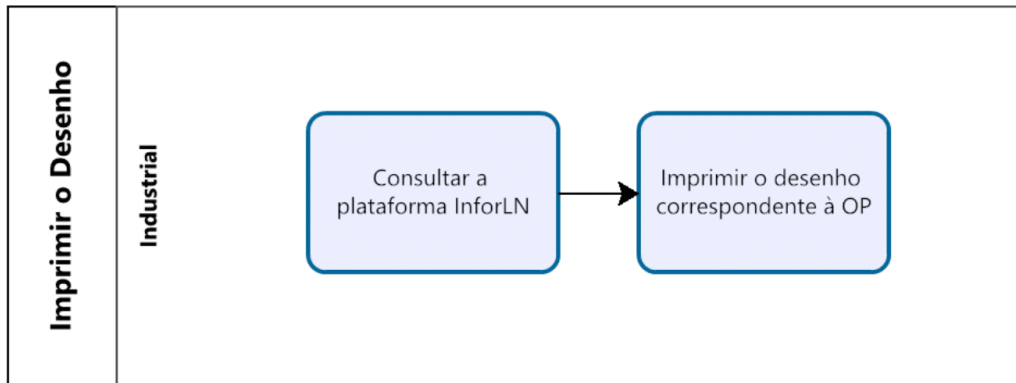 Imprimir o Desenho
Industrial
Consultar a
plataforma InforLN
Imprimir o desenho
correspondente à OP